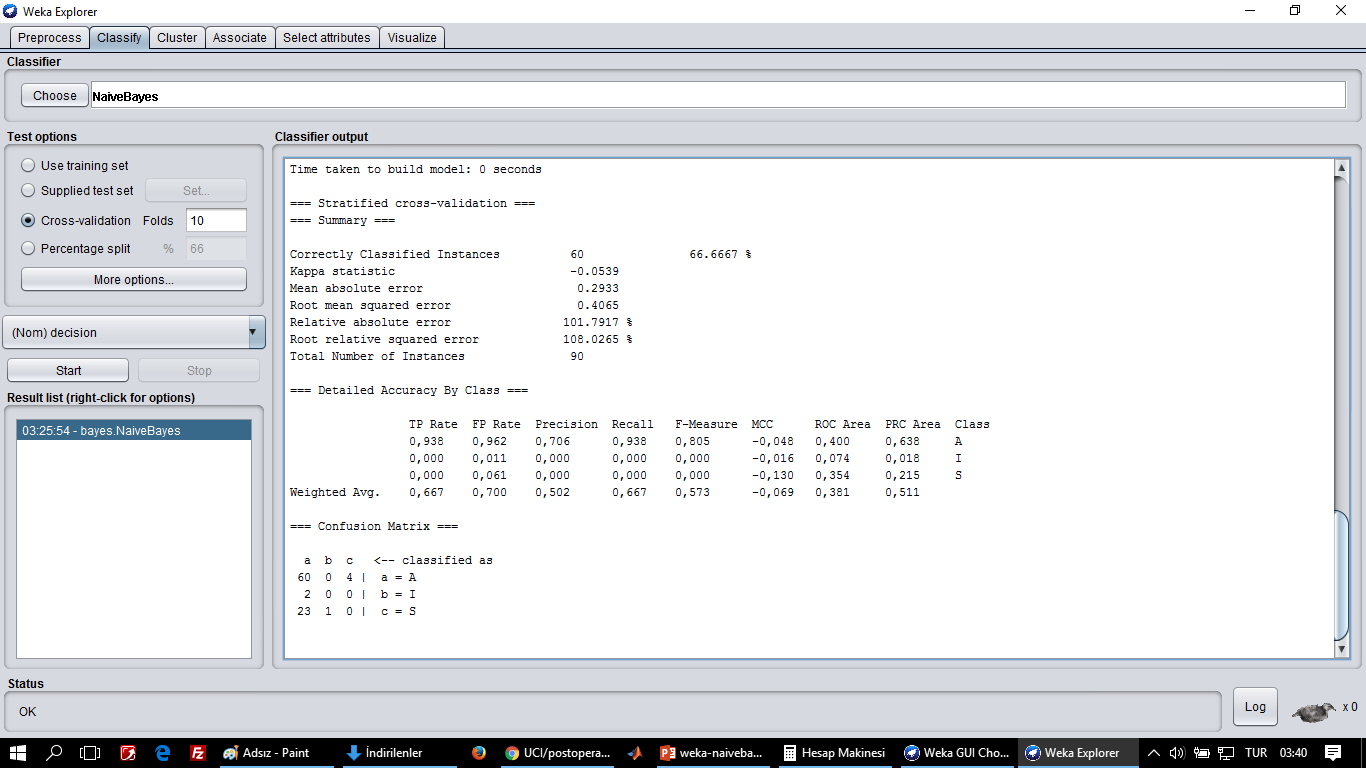 Weka Explorer
Preprocess Classify Cluster Associate Select attributes Visualize
Classifier
Choose NaiveBayes
Test options
Use training set
Supplied test set Set...
Cross-validation Folds 10
Percentage split % 66
More options...
(Nom) decision
Start Stop
Result list (right-click for options)
03:25:54 - bayes.NaiveBayes
Classifier output
Time taken to build model: 0 seconds
=== Stratified cross-validation ===
=== Summary ===
Correctly Classified Instances 60 66.6667 %
Kappa statistic -0.0539
Mean absolute error 0.2933
Root mean squared error 0.4065
Relative absolute error 101.7917 %
Root relative squared error 108.0265 %
Total Number of Instances 90
=== Detailed Accuracy By Class ===
TP Rate FP Rate Precision Recall F-Measure MCC ROC Area PRC Area Class
0,938 0,962 0,706 0,938 0,805 -0,048 0,400 0,638 A
0,000 0,011 0,000 0,000 0,000 -0,016 0,074 0,018 I
0,000 0,061 0,000 0,000 0,000 -0,130 0,354 0,215 S
Weighted Avg. 0,667 0,700 0,502 0,667 0,573 -0,069 0,381 0,511
=== Confusion Matrix ===
a b c <-- classified as
60 0 4 | a = A
2 0 0 | b = I
23 1 0 | c = S
Status
OK
Log
x 0
Adsız - Paint İndirilenler UCI/postopera... weka-naiveba... Hesap Makinesi Weka GUI Cho... Weka Explorer TUR 03:40